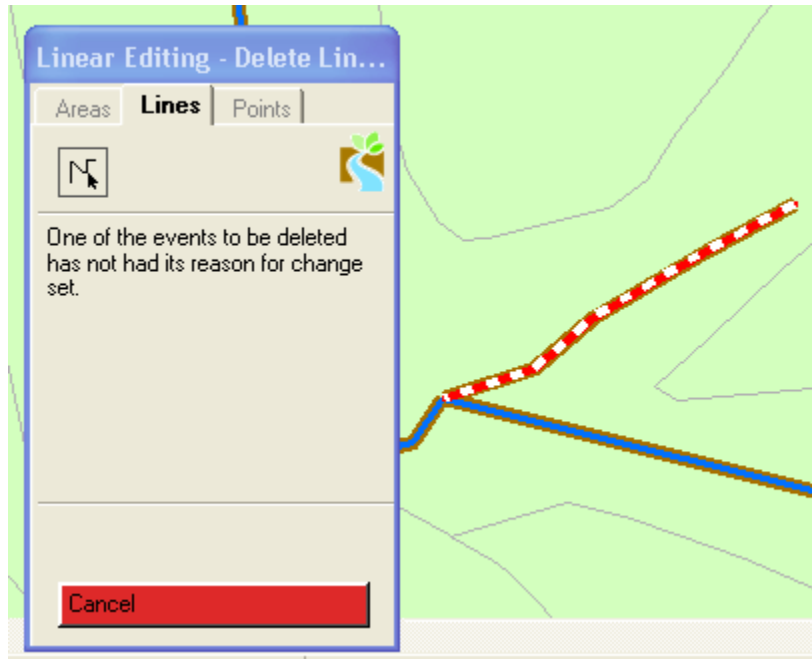 Linear Editing - Delete Lin...
Areas Lines Points
One of the events to be deleted
has not had its reason for change
set.
Cancel